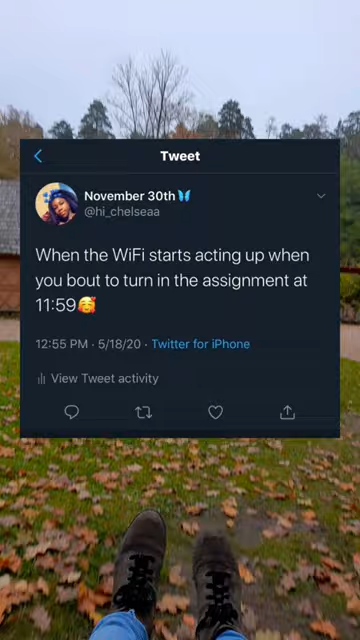 Tweet
November 30th🦋
@hi_chelseaa
When the WiFi starts acting up when
you bout to turn in the assignment at
11:59🥰
12:55 PM · 5/18/20 · Twitter for iPhone
View Tweet activity